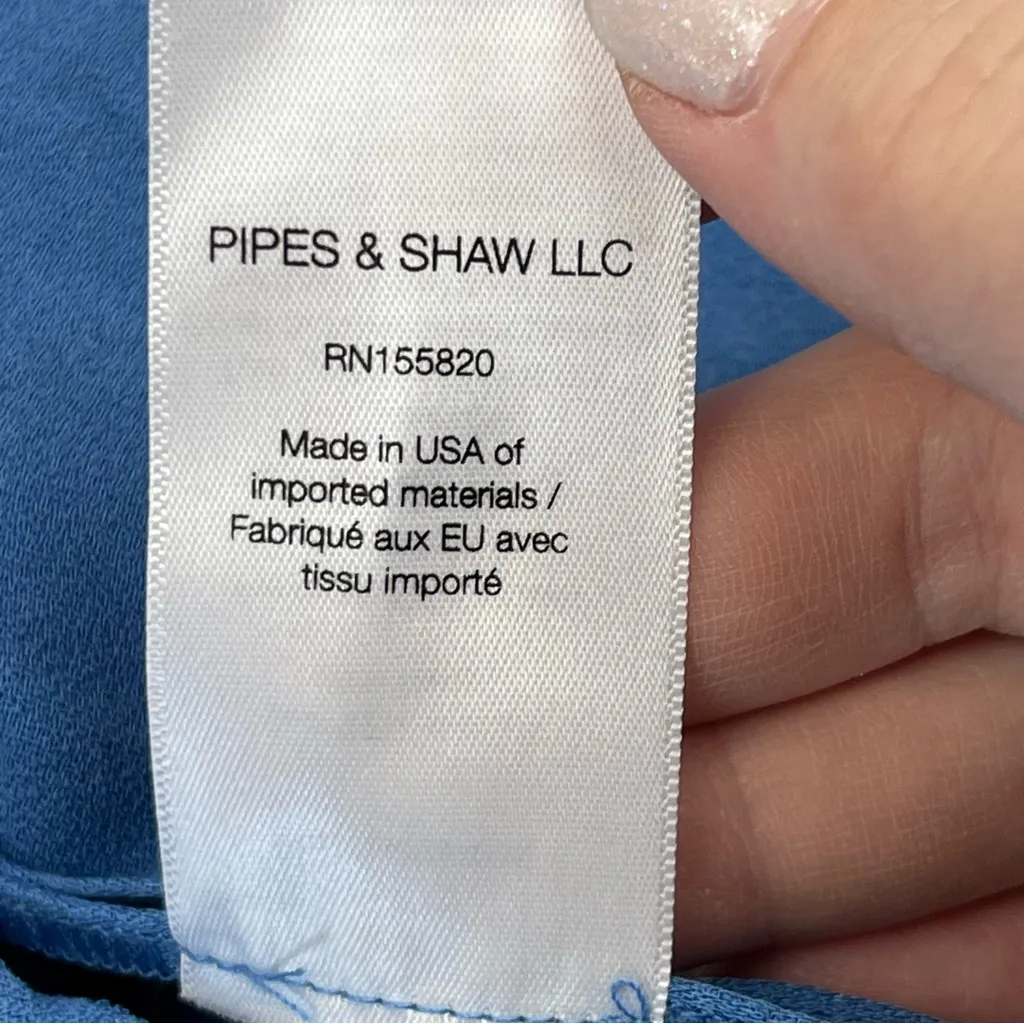 PIPES & SHAW LLC
RN155820
Made in USA of
imported materials /
Fabriqué aux EU avec
tissu importé